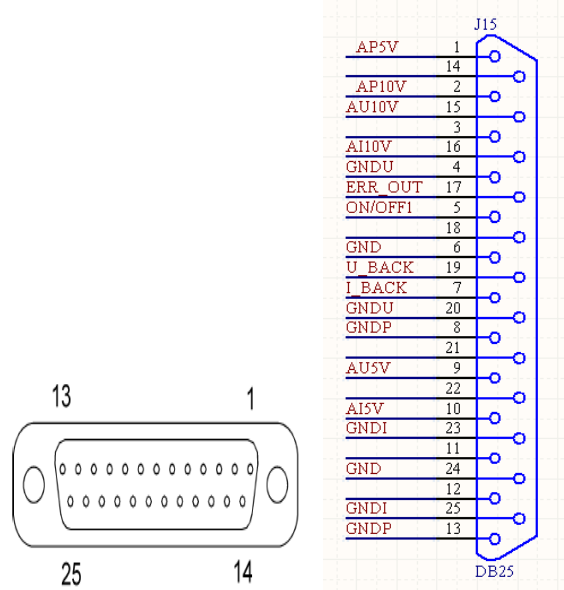 J15
AP5V 1
14
AP10V 2
AU10V 15
3
AI10V 16
GNDU 4
ERR_OUT 17
ON/OFF1 5
18
GND 6
U_BACK 19
I_BACK 7
GNDU 20
GNDP 8
21
AU5V 9
22
AI5V 10
GNDI 23
11
GND 24
12
GNDI 25
GNDP 13
DB25
13 1
25 14